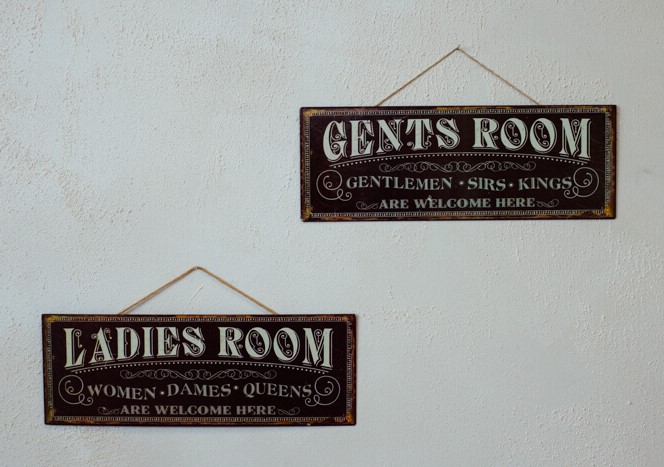 GENTS ROOM
GENTLEMEN · SIRS · KINGS
ARE WELCOME HERE
LADIES ROOM
WOMEN · DAMES · QUEENS
ARE WELCOME HERE